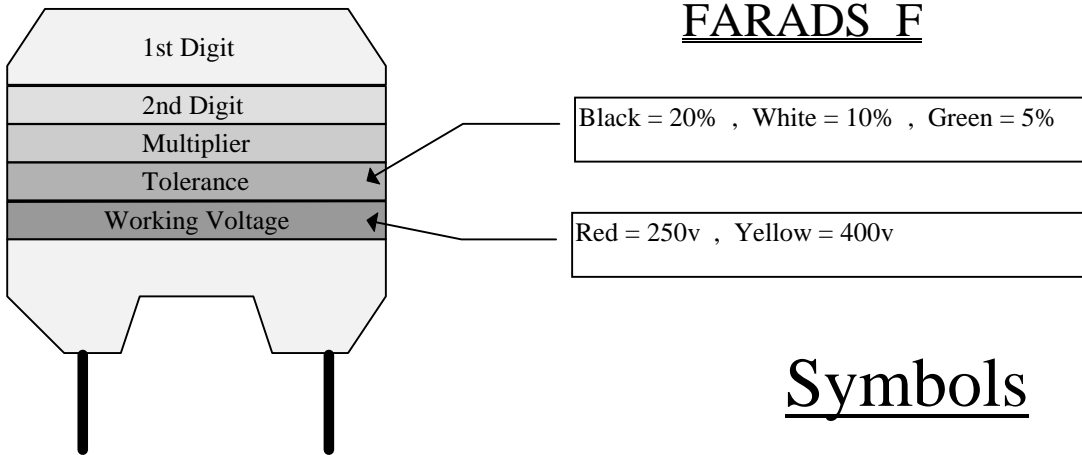 FARADS F
1st Digit
2nd Digit
Multiplier
Tolerance
Working Voltage
Black = 20% , White = 10% , Green = 5%
Red = 250v , Yellow = 400v
Symbols